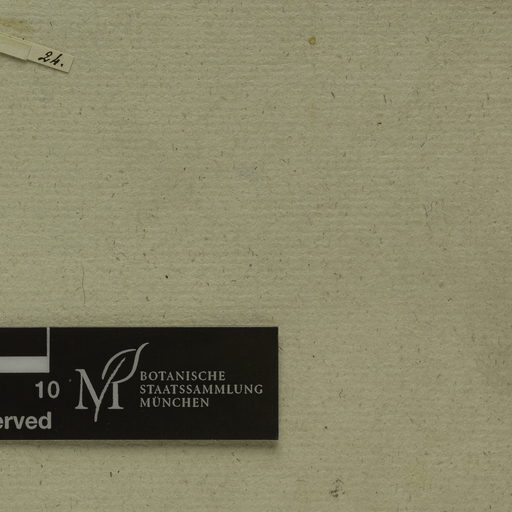 24.
10
erved
BOTANISCHE
STAATSSAMMLUNG
MÜNCHEN